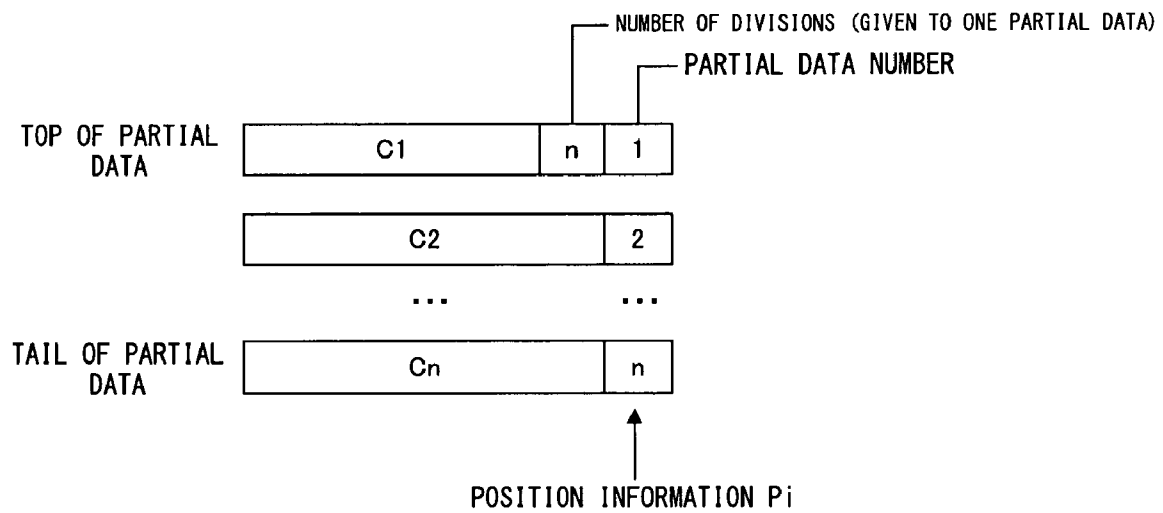 NUMBER OF DIVISIONS (GIVEN TO ONE PARTIAL DATA)
PARTIAL DATA NUMBER
TOP OF PARTIAL
DATA
C1 n 1
C2 2
... ...
TAIL OF PARTIAL
DATA
Cn n
POSITION INFORMATION Pi